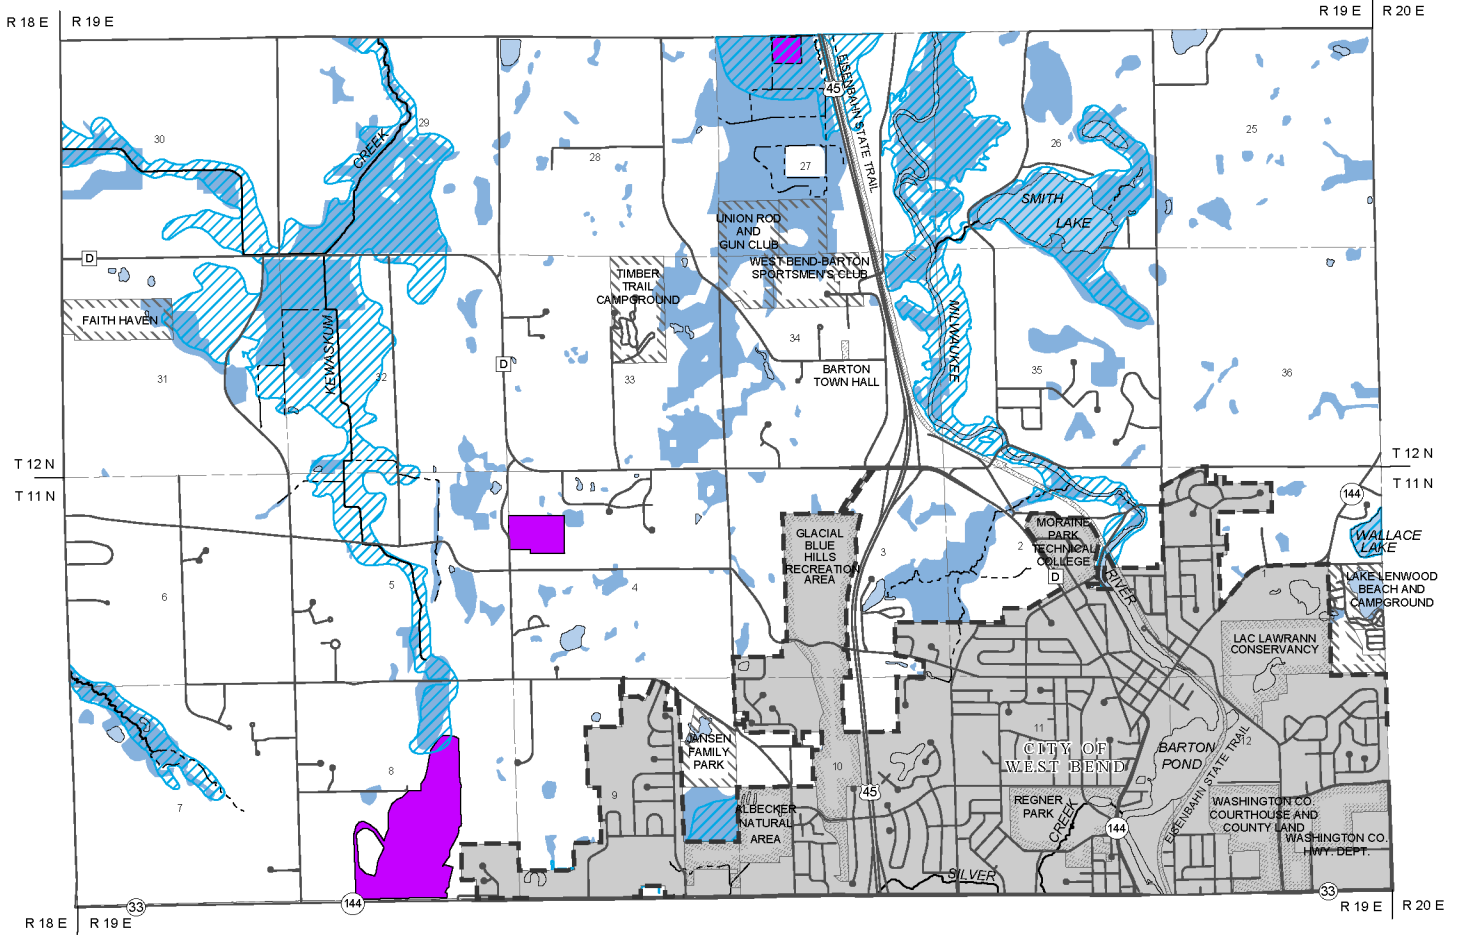 R 18 E
R 19 E
R 19 E
R 20 E
45
EISENBAHN STATE TRAIL
30
29
CREEK
28
27
26
25
SMITH
LAKE
UNION ROD
AND
GUN CLUB
D
WEST BEND-BARTON
SPORTSMEN'S CLUB
TIMBER
TRAIL
CAMPGROUND
FAITH HAVEN
KEWASKUM
MILWAUKEE
34
D
BARTON
TOWN HALL
31
32
33
35
36
T 12 N
T 11 N
T 12 N
T 11 N
144
WALLACE
LAKE
GLACIAL
BLUE
HILLS
RECREATION
AREA
3
2
MORAINE
PARK
TECHNICAL
COLLEGE
D
RIVER
1
LAKE LENWOOD
BEACH AND
CAMPGROUND
6
5
4
LAC LAWRANN
CONSERVANCY
JANSEN
FAMILY
PARK
11
CITY OF
WEST BEND
BARTON
POND
12
EISENBAHN STATE TRAIL
7
8
9
10
45
ALBECKER
NATURAL
AREA
REGNER
PARK
CREEK
144
WASHINGTON CO.
COURTHOUSE AND
COUNTY LAND
WASHINGTON CO.
HWY. DEPT.
SILVER
33
144
33
R 18 E
R 19 E
R 19 E
R 20 E